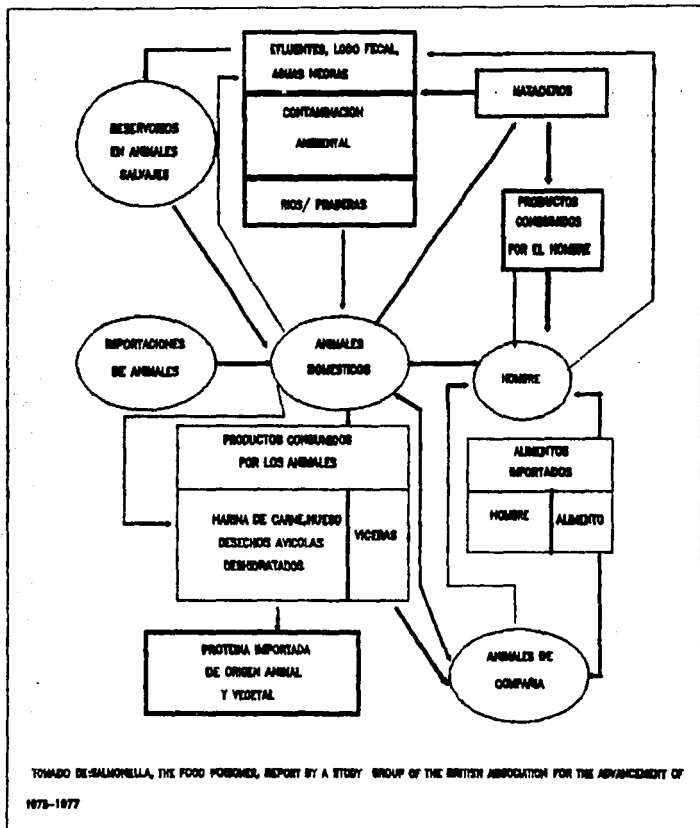 EFLUENTES, LODO FECAL,
AGUAS NEGRAS
MATADEROS
CONTAMINACION
AMBIENTAL
RESERVORIOS
EN ANIMALES
SALVAJES
RIOS/ PRADERAS
PRODUCTOS
CONSUMIDOS
POR EL HOMBRE
IMPORTACIONES
DE ANIMALES
ANIMALES
DOMESTICOS
HOMBRE
PRODUCTOS CONSUMIDOS
POR LOS ANIMALES
ALIMENTOS
IMPORTADOS
HOMBRE
ALIMENTO
HARINA DE CARNE,HUESO
DESECHOS AVICOLAS
DESHIDRATADOS
VICERAS
PROTEINA IMPORTADA
DE ORIGEN ANIMAL
Y VEGETAL
ANIMALES DE
COMPAÑIA
TOMADO DE:SALMONELLA, THE FOOD POISONER, REPORT BY A STUDY GROUP OF THE BRITISH ASSOCIATION FOR THE ADVANCEMENT OF
1975-1977